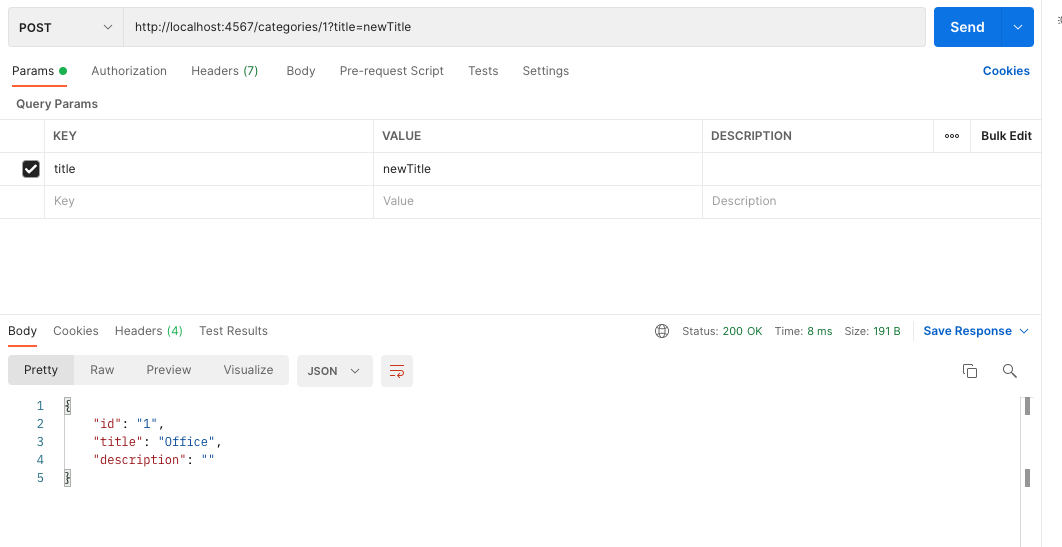 POST http://localhost:4567/categories/1?title=newTitle Send
Params Authorization Headers (7) Body Pre-request Script Tests Settings Cookies
Query Params
KEY VALUE DESCRIPTION ooo Bulk Edit
title newTitle
Key Value Description
Body Cookies Headers (4) Test Results Status: 200 OK Time: 8 ms Size: 191 B Save Response
Pretty Raw Preview Visualize JSON
1 {
2 "id": "1",
3 "title": "Office",
4 "description": ""
5 }